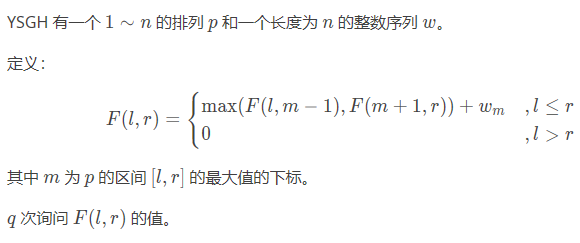 YSGH 有一个 1 ∼ n 的排列 p 和一个长度为 n 的整数序列 w。
定义：
F(l, r) = { max(F(l, m − 1), F(m + 1, r)) + w_m , l ≤ r
0 , l > r
其中 m 为 p 的区间 [l, r] 的最大值的下标。
q 次询问 F(l, r) 的值。